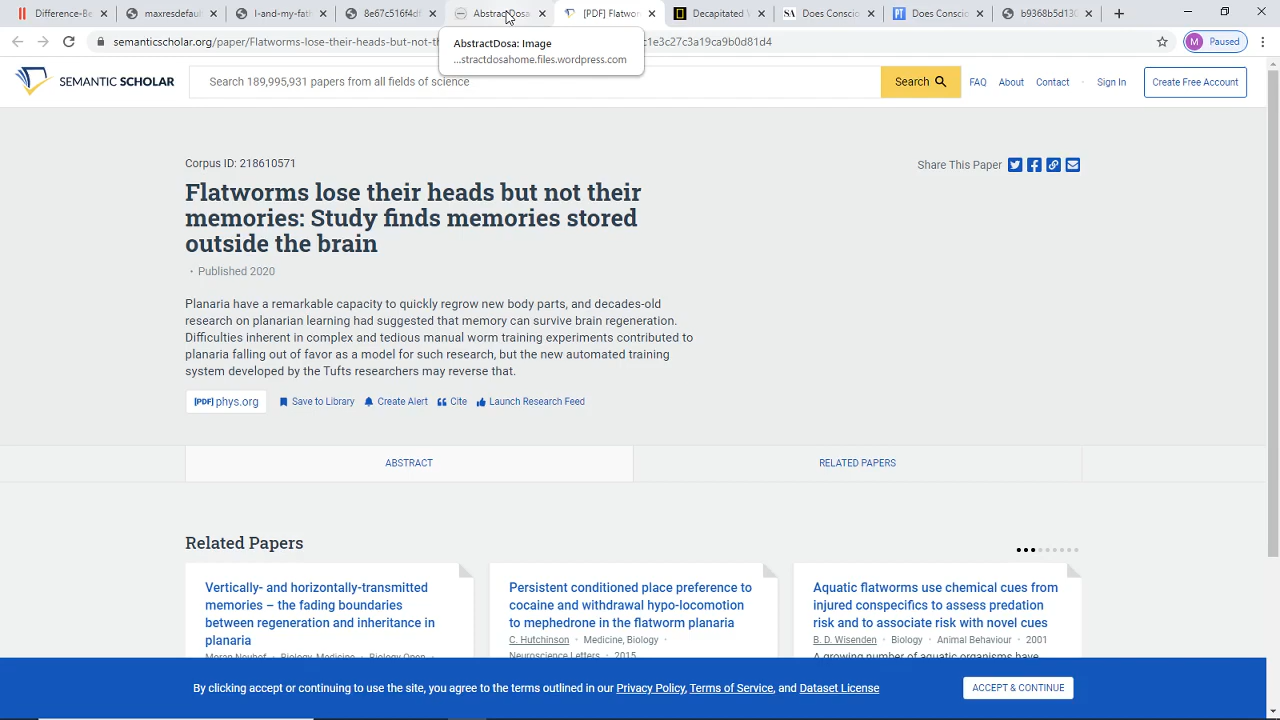 Difference-Be
maxresdefaul
I-and-my-fath
8e67c516f4df
AbstractDosa
[PDF] Flatwor
Decapitated W
Does Conscio
Does Conscio
b9368b5d130
semanticscholar.org/paper/Flatworms-lose-their-heads-but-not-th
1e3c27c3a19ca9b0d81d4
M Paused
AbstractDosa: Image
...stractdosahome.files.wordpress.com
SEMANTIC SCHOLAR
Search 189,995,931 papers from all fields of science
Search
FAQ
About
Contact
Sign In
Create Free Account
Corpus ID: 218610571
Share This Paper
Flatworms lose their heads but not their
memories: Study finds memories stored
outside the brain
· Published 2020
Planaria have a remarkable capacity to quickly regrow new body parts, and decades-old
research on planarian learning had suggested that memory can survive brain regeneration.
Difficulties inherent in complex and tedious manual worm training experiments contributed to
planaria falling out of favor as a model for such research, but the new automated training
system developed by the Tufts researchers may reverse that.
[PDF] phys.org
Save to Library
Create Alert
Cite
Launch Research Feed
ABSTRACT
RELATED PAPERS
Related Papers
Vertically- and horizontally-transmitted
memories – the fading boundaries
between regeneration and inheritance in
planaria
Persistent conditioned place preference to
cocaine and withdrawal hypo-locomotion
to mephedrone in the flatworm planaria
C. Hutchinson · Medicine, Biology ·
Neuroscience Letters · 2015
Aquatic flatworms use chemical cues from
injured conspecifics to assess predation
risk and to associate risk with novel cues
B. D. Wisenden · Biology · Animal Behaviour · 2001
A growing number of aquatic organisms have
By clicking accept or continuing to use the site, you agree to the terms outlined in our Privacy Policy, Terms of Service, and Dataset License
ACCEPT & CONTINUE